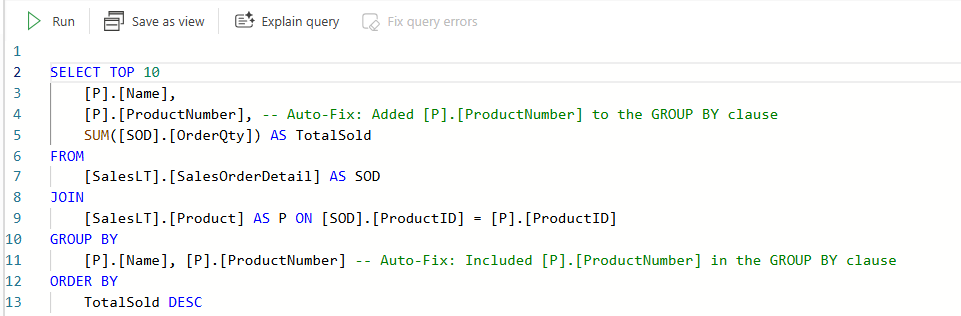 Run Save as view Explain query Fix query errors
1
2 SELECT TOP 10
3 [P].[Name],
4 [P].[ProductNumber], -- Auto-Fix: Added [P].[ProductNumber] to the GROUP BY clause
5 SUM([SOD].[OrderQty]) AS TotalSold
6 FROM
7 [SalesLT].[SalesOrderDetail] AS SOD
8 JOIN
9 [SalesLT].[Product] AS P ON [SOD].[ProductID] = [P].[ProductID]
10 GROUP BY
11 [P].[Name], [P].[ProductNumber] -- Auto-Fix: Included [P].[ProductNumber] in the GROUP BY clause
12 ORDER BY
13 TotalSold DESC